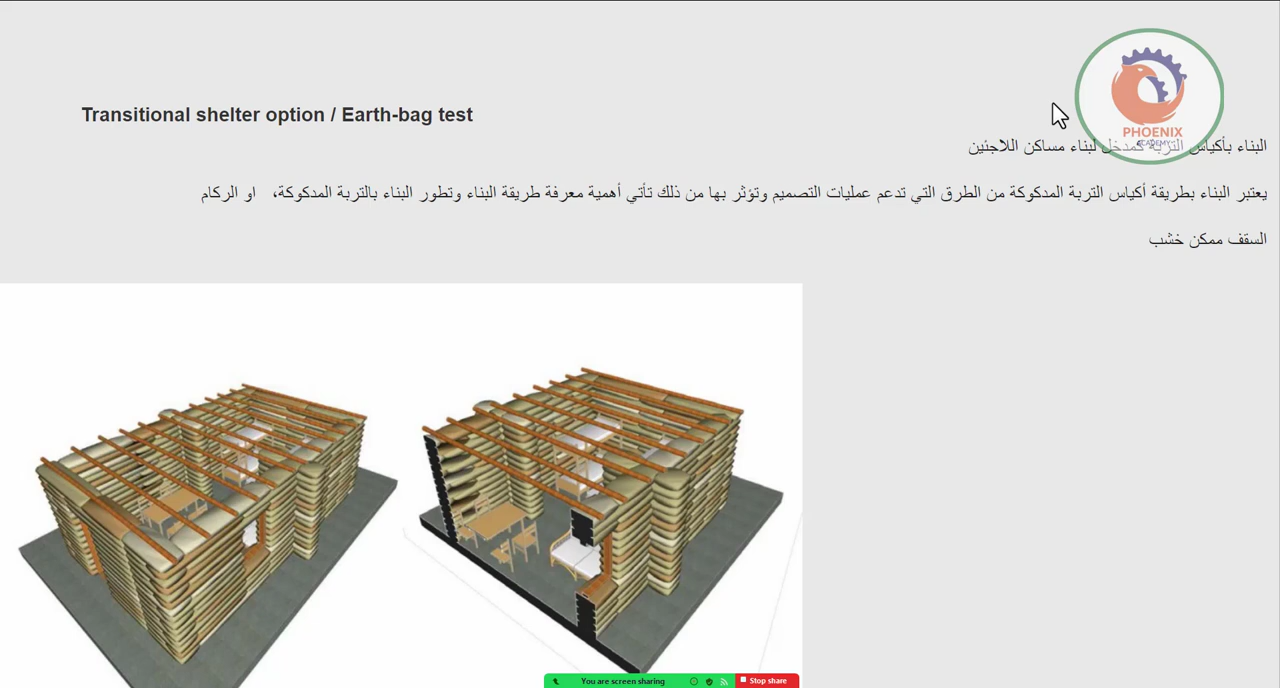 Transitional shelter option / Earth-bag test
PHOENIX
ACADEMY
البناء بأكياس التربة كمدخل لبناء مساكن اللاجئين
يعتبر البناء بطريقة أكياس التربة المدكوكة من الطرق التي تدعم عمليات التصميم وتؤثر بها من ذلك تأتي أهمية معرفة طريقة البناء وتطور البناء بالتربة المدكوكة، او الركام
السقف ممكن خشب
You are screen sharing
Stop share